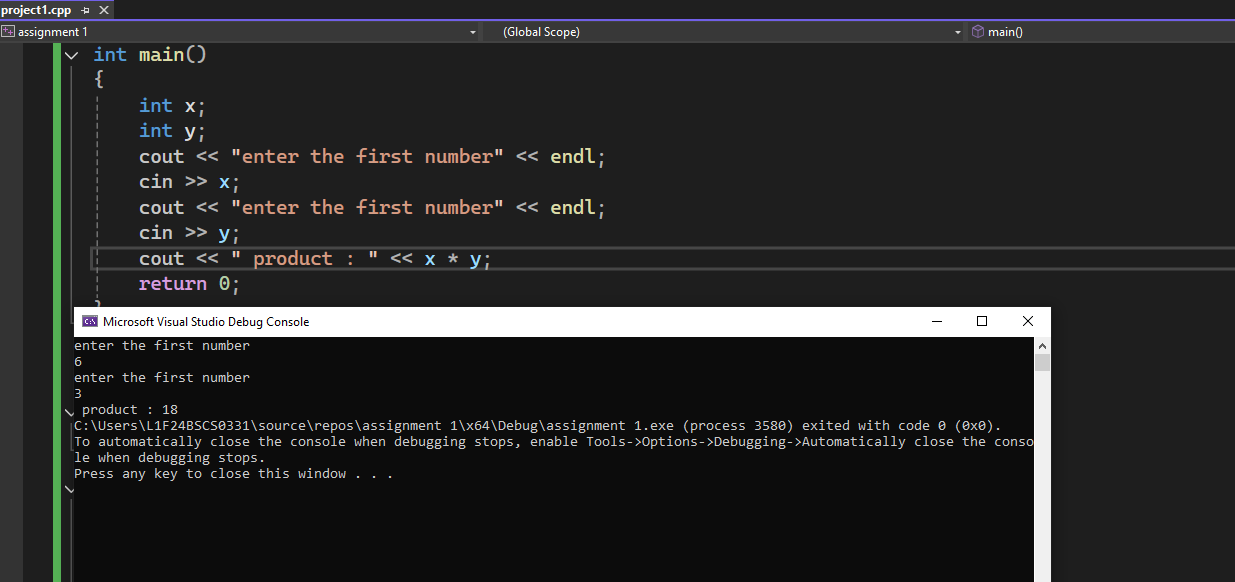 project1.cpp
assignment 1 (Global Scope) main()
int main()
{
int x;
int y;
cout << "enter the first number" << endl;
cin >> x;
cout << "enter the first number" << endl;
cin >> y;
cout << " product : " << x * y;
return 0;
}
Microsoft Visual Studio Debug Console
enter the first number
6
enter the first number
3
 product : 18
C:\Users\L1F24BSCS0331\source\repos\assignment 1\x64\Debug\assignment 1.exe (process 3580) exited with code 0 (0x0).
To automatically close the console when debugging stops, enable Tools->Options->Debugging->Automatically close the conso
le when debugging stops.
Press any key to close this window . . .